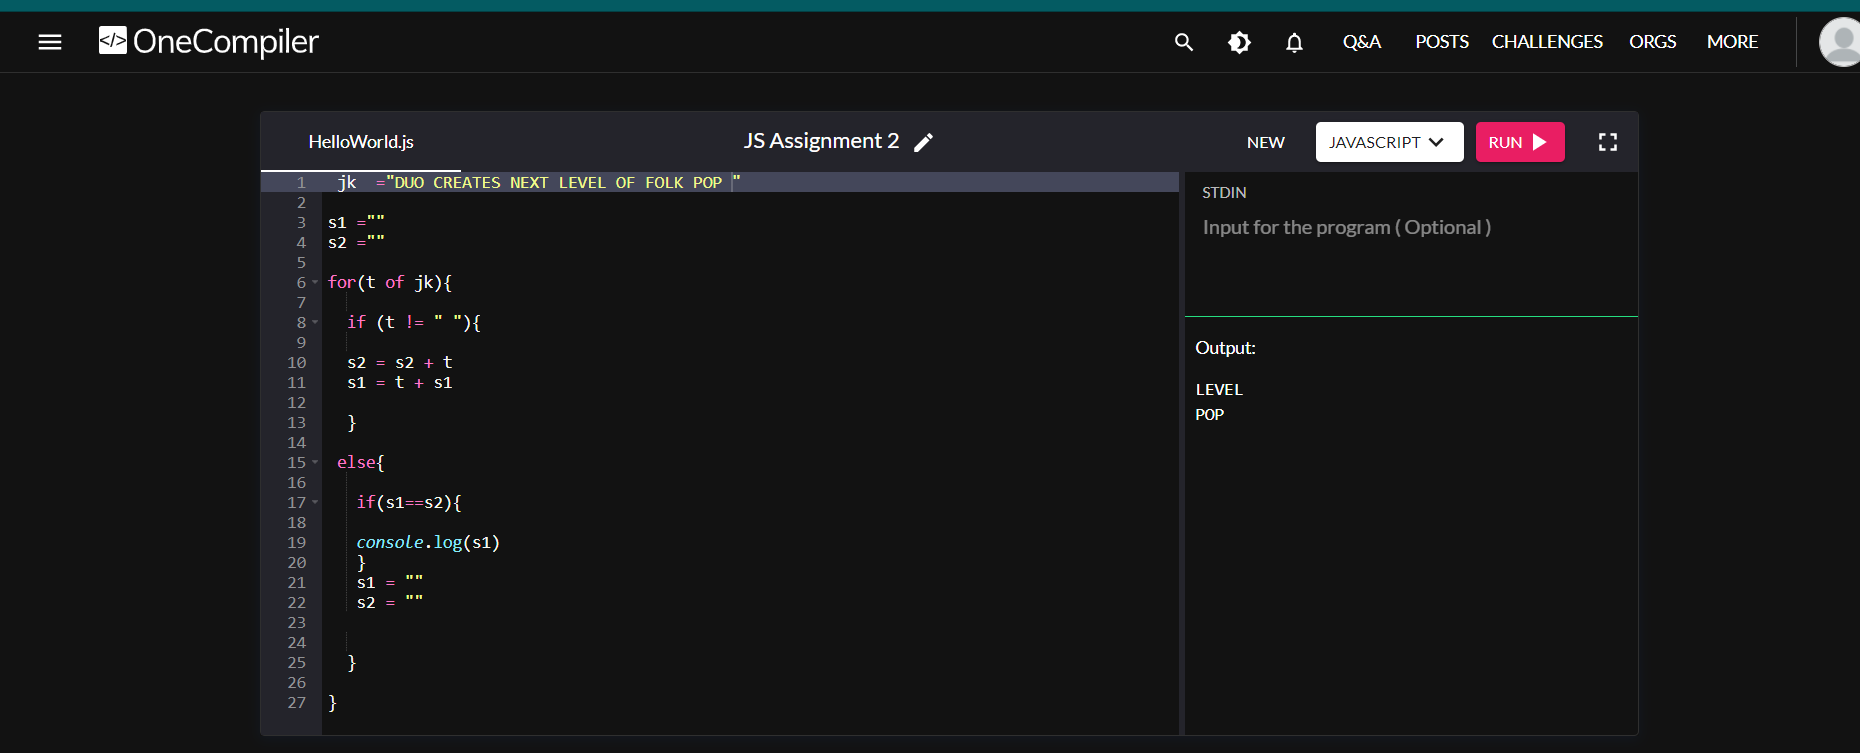 </> OneCompiler
Q&A POSTS CHALLENGES ORGS MORE
HelloWorld.js
JS Assignment 2
NEW JAVASCRIPT RUN
1 jk ="DUO CREATES NEXT LEVEL OF FOLK POP "
2
3 s1 =""
4 s2 =""
5
6 for(t of jk){
7
8 if (t != " "){
9
10 s2 = s2 + t
11 s1 = t + s1
12
13 }
14
15 else{
16
17 if(s1==s2){
18
19 console.log(s1)
20 }
21 s1 = ""
22 s2 = ""
23
24
25 }
26
27 }
STDIN
Input for the program ( Optional )
Output:
LEVEL
POP